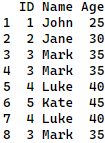 ID Name Age
1 1 John 25
2 2 Jane 30
3 3 Mark 35
4 3 Mark 35
5 4 Luke 40
6 5 Kate 45
7 4 Luke 40
8 3 Mark 35